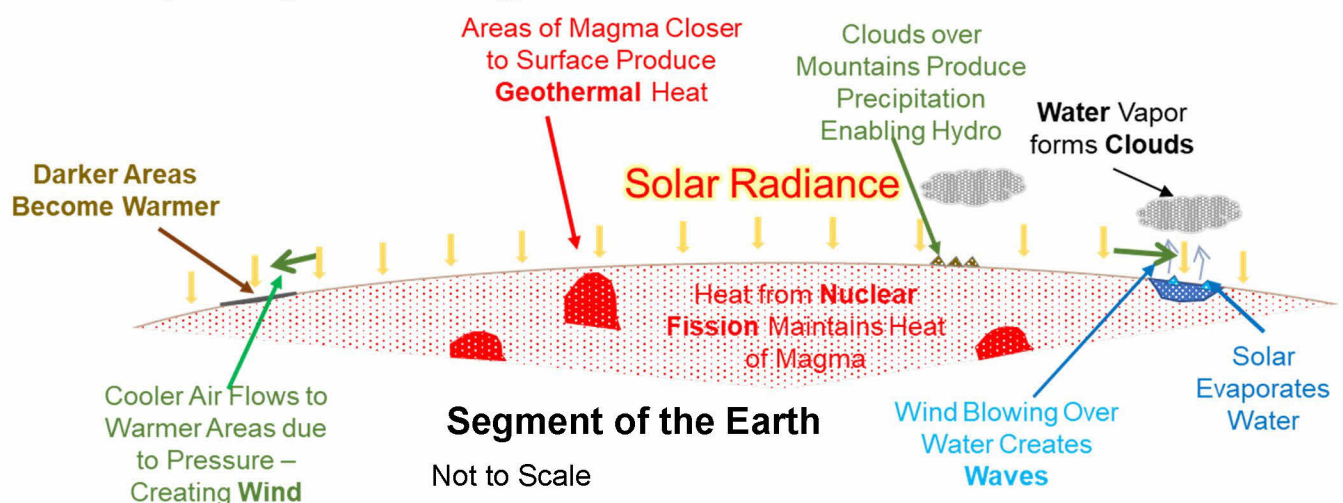 Areas of Magma Closer
to Surface Produce
Geothermal Heat
Clouds over
Mountains Produce
Precipitation
Enabling Hydro
Water Vapor
forms Clouds
Darker Areas
Become Warmer
Solar Radiance
Heat from Nuclear
Fission Maintains Heat
of Magma
Cooler Air Flows to
Warmer Areas due
to Pressure –
Creating Wind
Segment of the Earth
Not to Scale
Wind Blowing Over
Water Creates
Waves
Solar
Evaporates
Water